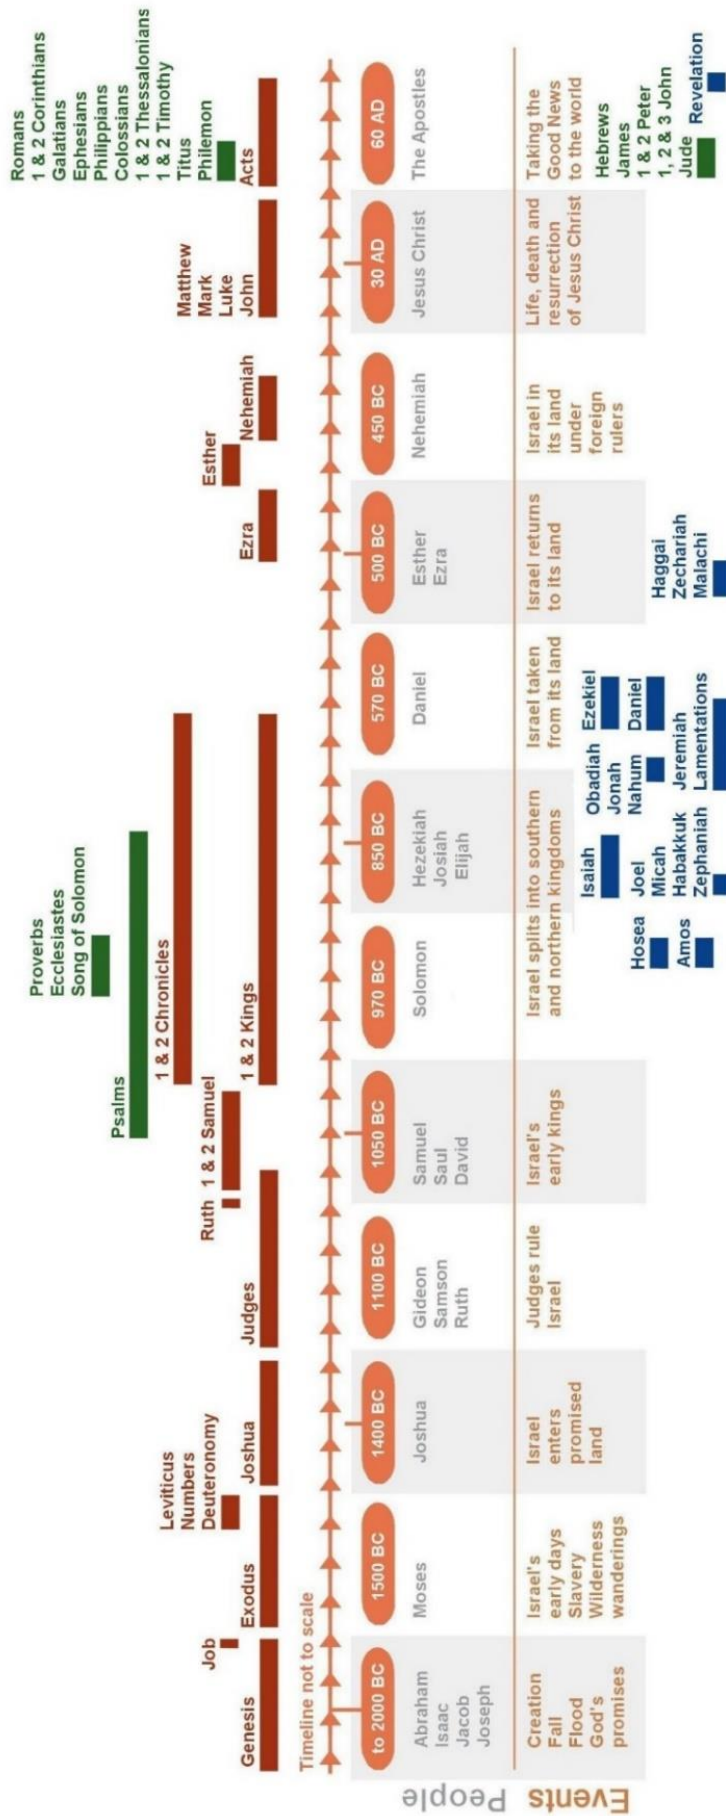 Proverbs
Ecclesiastes
Song of Solomon
Psalms
1 & 2 Chronicles
Romans
1 & 2 Corinthians
Galatians
Ephesians
Philippians
Colossians
1 & 2 Thessalonians
1 & 2 Timothy
Titus
Philemon
Leviticus
Numbers
Deuteronomy
Job
Ruth
1 & 2 Samuel
Esther
Matthew
Mark
Luke
John
Genesis
Exodus
Joshua
Judges
1 & 2 Kings
Ezra
Nehemiah
Acts
Timeline not to scale
to 2000 BC
1500 BC
1400 BC
1100 BC
1050 BC
970 BC
850 BC
570 BC
500 BC
450 BC
30 AD
60 AD
People
Abraham
Isaac
Jacob
Joseph
Moses
Joshua
Gideon
Samson
Ruth
Samuel
Saul
David
Solomon
Hezekiah
Josiah
Elijah
Daniel
Esther
Ezra
Nehemiah
Jesus Christ
The Apostles
Events
Creation
Fall
Flood
God's
promises
Israel's
early days
Slavery
Wilderness
wanderings
Israel
enters
promised
land
Judges rule
Israel
Israel's
early kings
Israel splits into southern
and northern kingdoms
Israel taken
from its land
Israel returns
to its land
Israel in
its land
under
foreign
rulers
Life, death and
resurrection
of Jesus Christ
Taking the
Good News
to the world
Hosea
Amos
Isaiah
Joel
Micah
Habakkuk
Zephaniah
Obadiah
Jonah
Nahum
Jeremiah
Lamentations
Ezekiel
Daniel
Haggai
Zechariah
Malachi
Hebrews
James
1 & 2 Peter
1, 2 & 3 John
Jude
Revelation